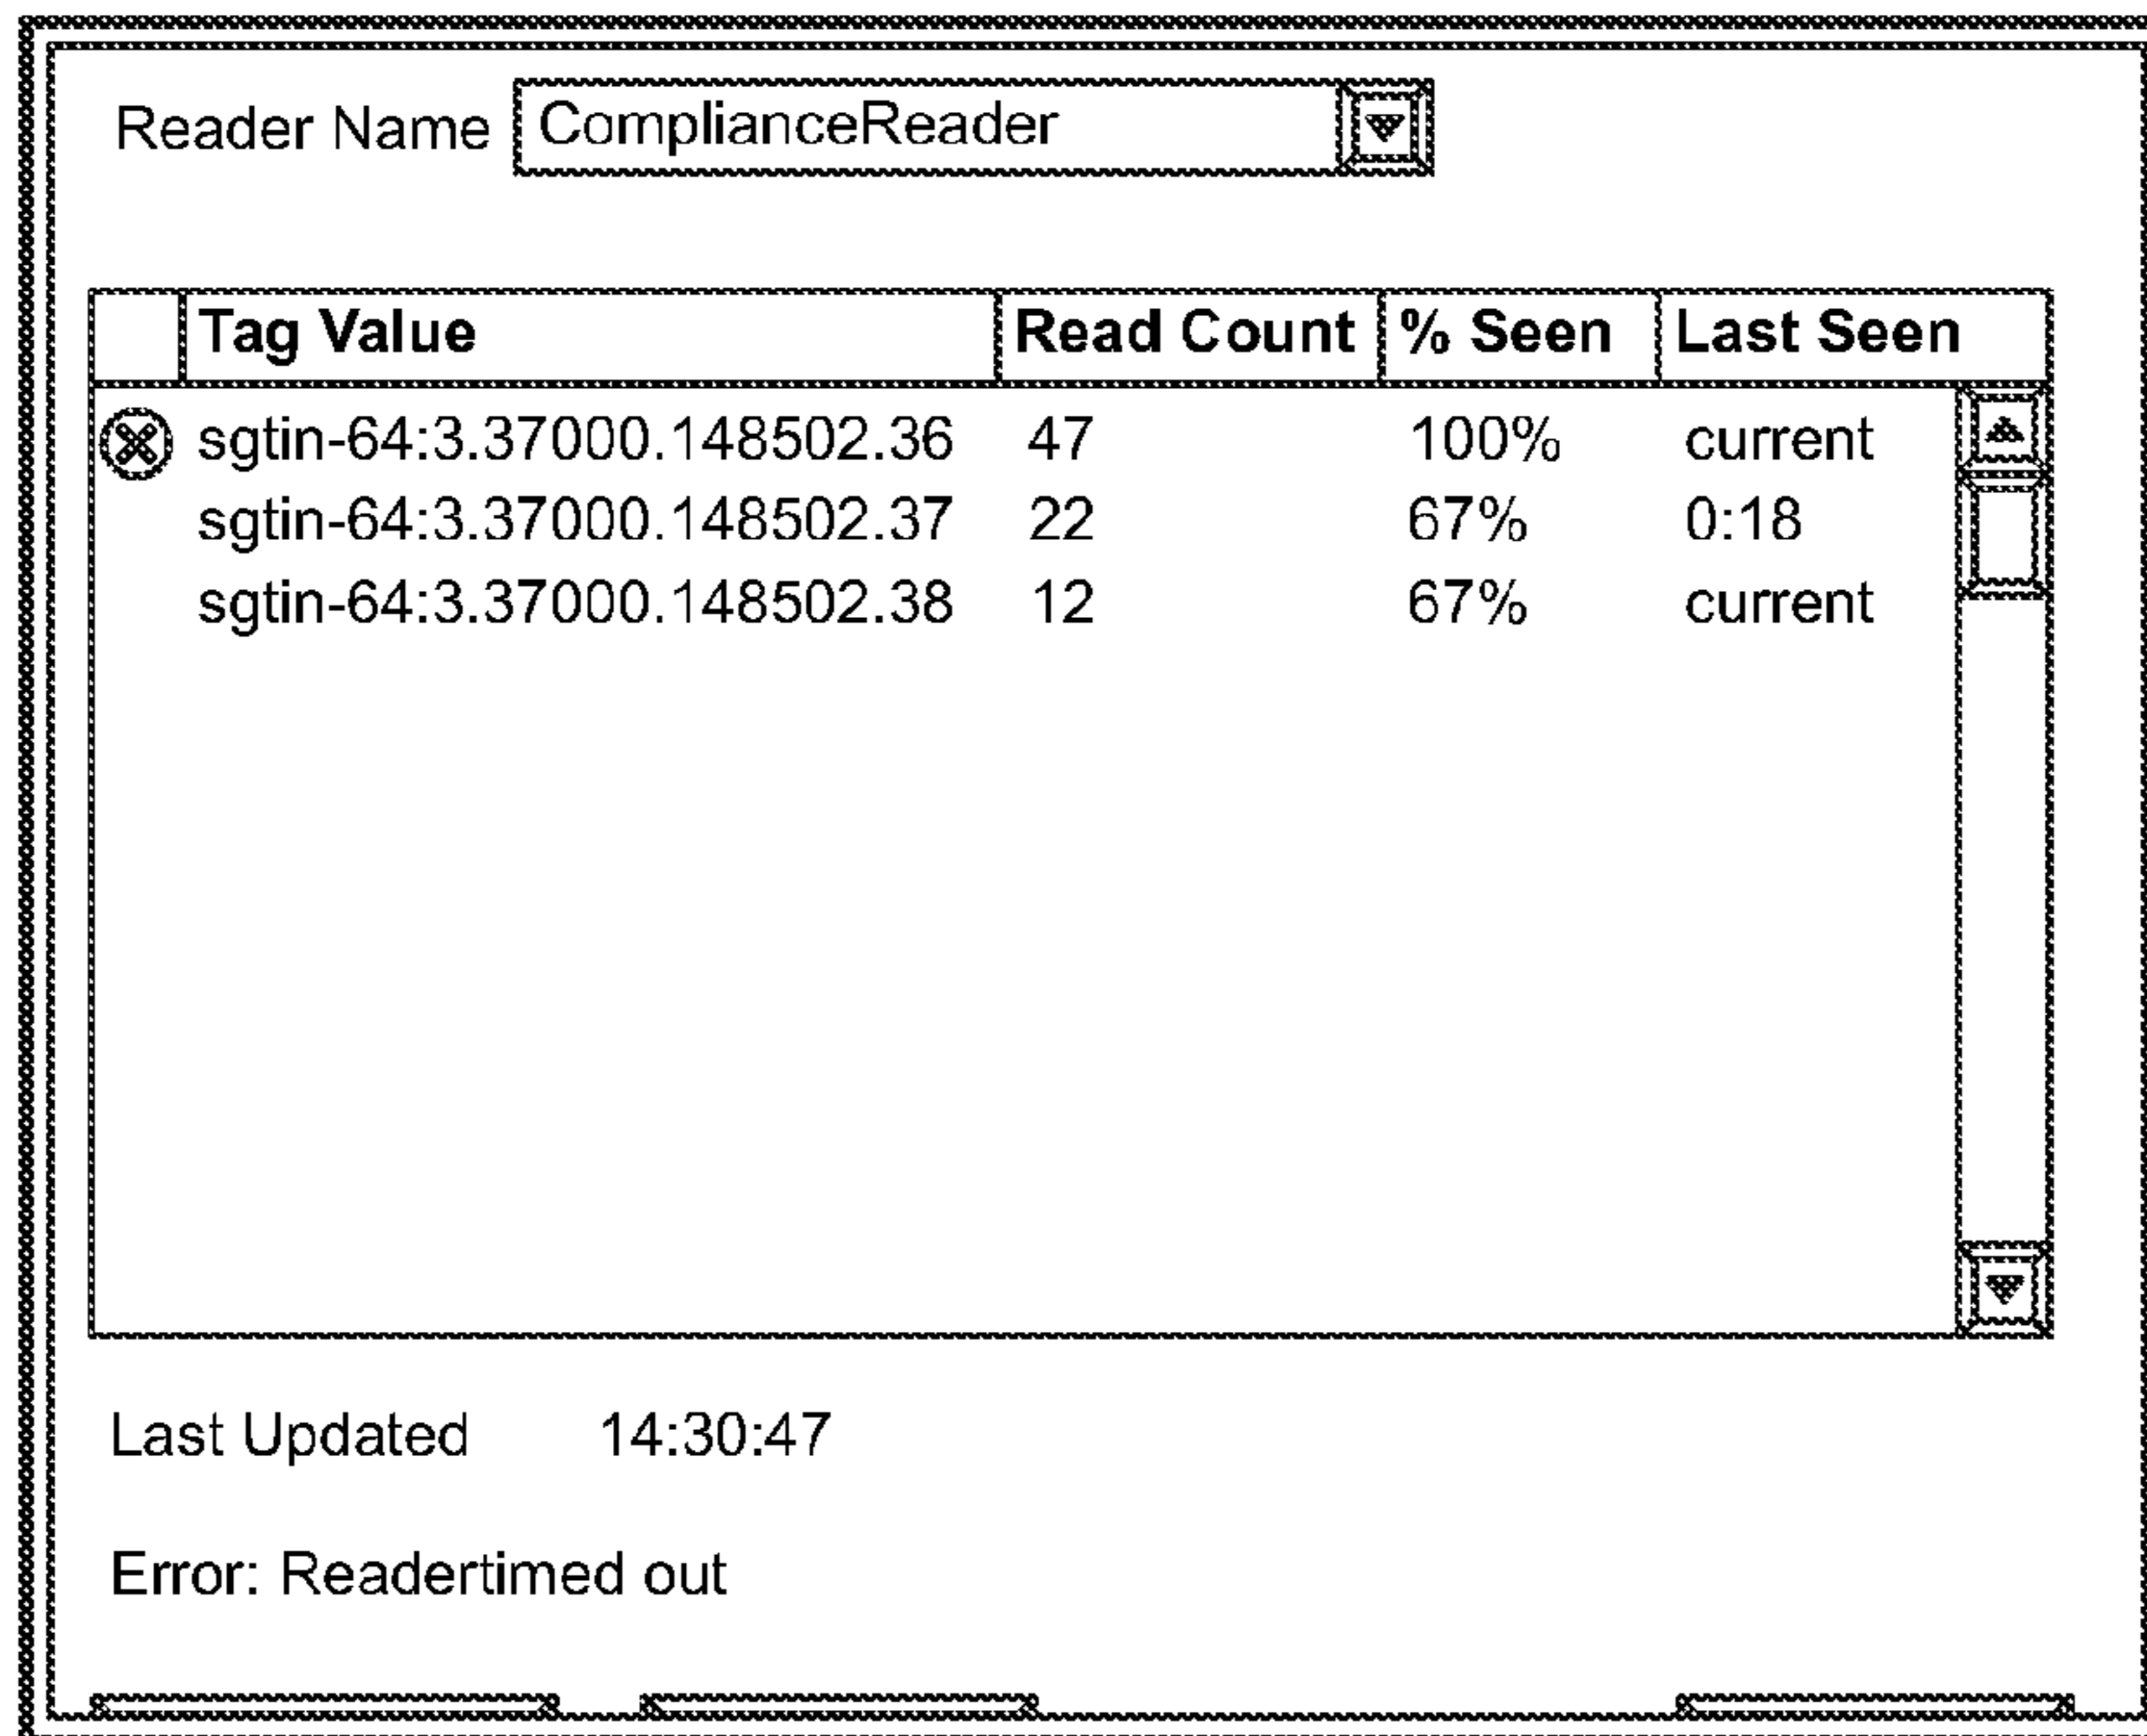 Reader Name ComplianceReader
Tag Value Read Count % Seen Last Seen
sgtin-64:3.37000.148502.36 47 100% current
sgtin-64:3.37000.148502.37 22 67% 0:18
sgtin-64:3.37000.148502.38 12 67% current
Last Updated 14:30:47
Error: Readertimed out